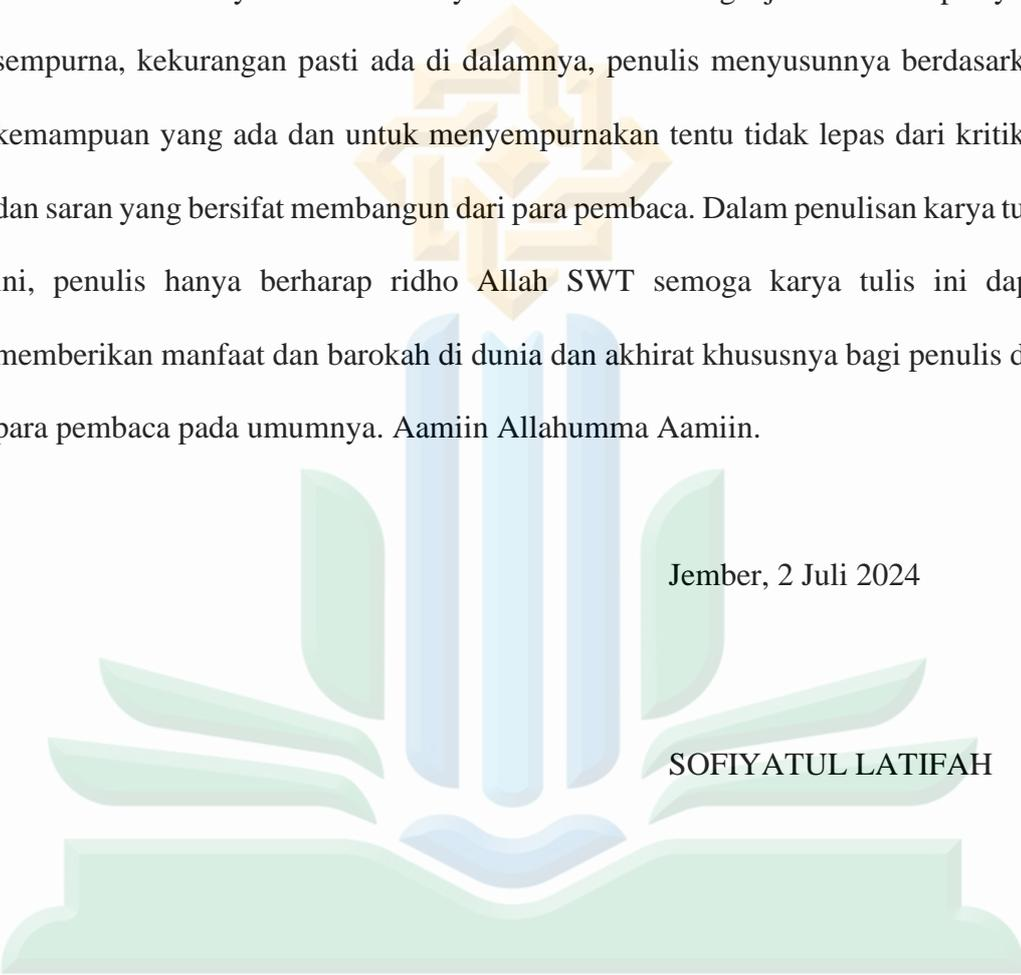 sempurna, kekurangan pasti ada di dalamnya, penulis menyusunnya berdasark
kemampuan yang ada dan untuk menyempurnakan tentu tidak lepas dari kritik
dan saran yang bersifat membangun dari para pembaca. Dalam penulisan karya tu
ini, penulis hanya berharap ridho Allah SWT semoga karya tulis ini dap
memberikan manfaat dan barokah di dunia dan akhirat khususnya bagi penulis d
para pembaca pada umumnya. Aamiin Allahumma Aamiin.
Jember, 2 Juli 2024
SOFIYATUL LATIFAH